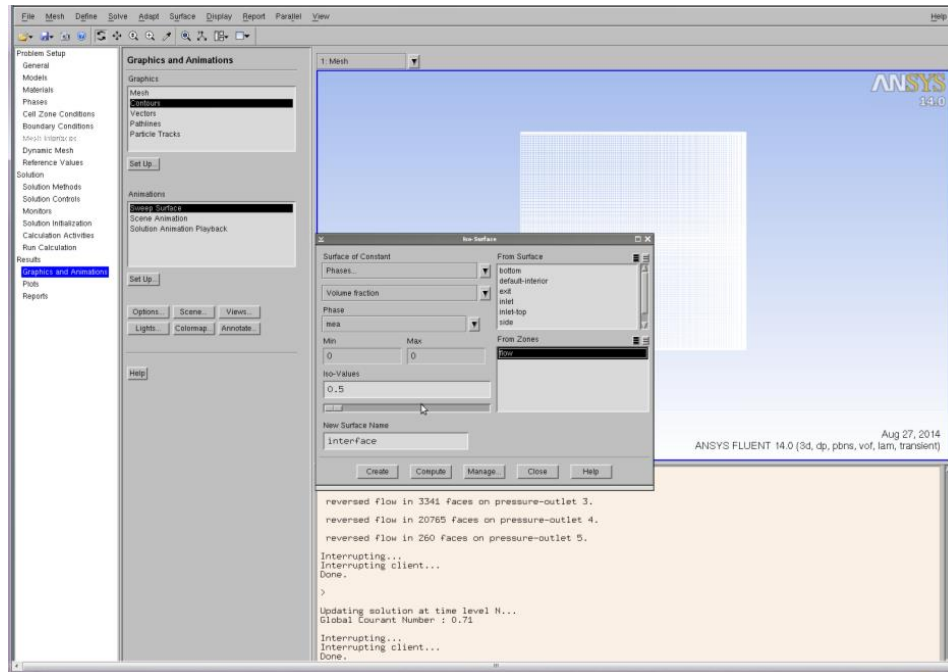 File Mesh Define Solve Adapt Surface Display Report Parallel View Help
Problem Setup
General
Models
Materials
Phases
Cell Zone Conditions
Boundary Conditions
Mesh Interfaces
Dynamic Mesh
Reference Values
Solution
Solution Methods
Solution Controls
Monitors
Solution Initialization
Calculation Activities
Run Calculation
Results
Graphics and Animations
Plots
Reports
Graphics and Animations
Graphics
Mesh
Contours
Vectors
Pathlines
Particle Tracks
Set Up...
Animations
Sweep Surface
Scene Animation
Solution Animation Playback
Set Up...
Options... Scene... Views...
Lights... Colormap... Annotate...
Help
1: Mesh
ANSYS
14.0
Iso-Surface
Surface of Constant
Phases...
Volume fraction
Phase
mea
Min Max
0 0
Iso-Values
0.5
New Surface Name
interface
From Surface
bottom
default-interior
exit
inlet
inlet-top
side
From Zones
flow
Create Compute Manage... Close Help
Aug 27, 2014
ANSYS FLUENT 14.0 (3d, dp, pbns, vof, lam, transient)
reversed flow in 3341 faces on pressure-outlet 3.
reversed flow in 20765 faces on pressure-outlet 4.
reversed flow in 260 faces on pressure-outlet 5.
Interrupting...
Interrupting client...
Done.
>
Updating solution at time level N...
Global Courant Number : 0.71
Interrupting...
Interrupting client...
Done.